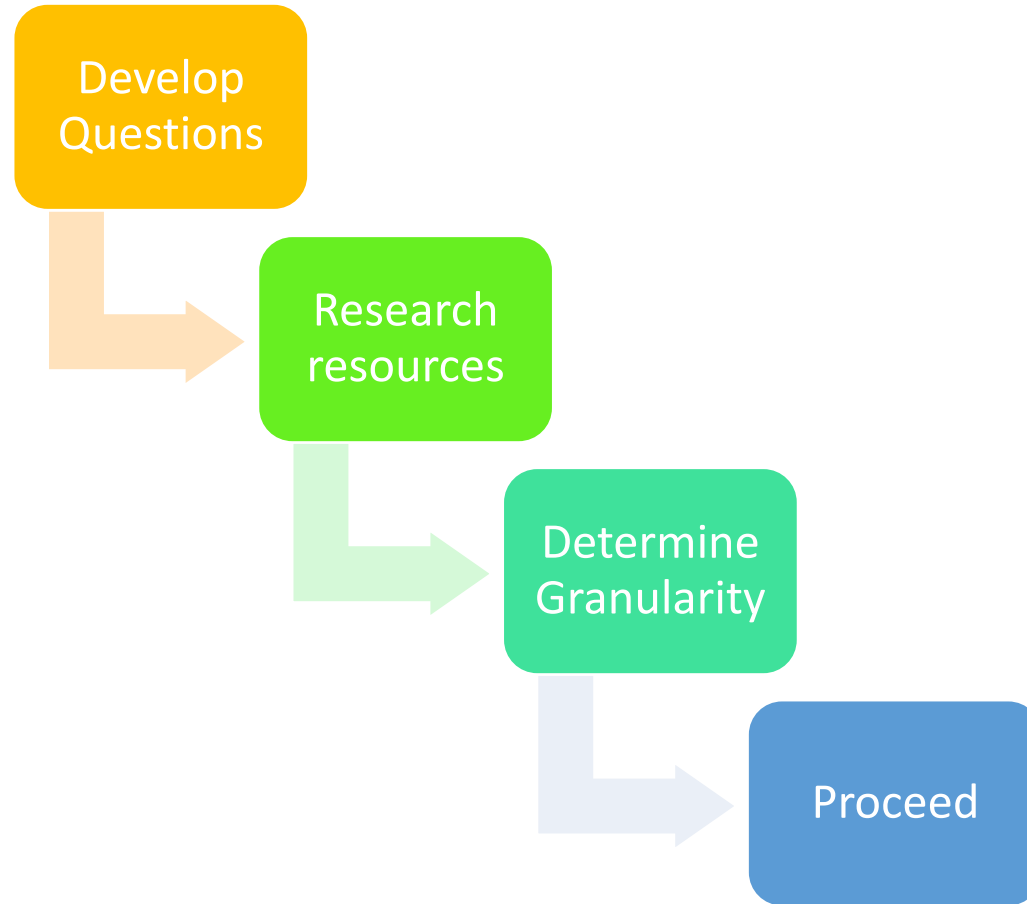 Develop
Questions
Research
resources
Determine
Granularity
Proceed